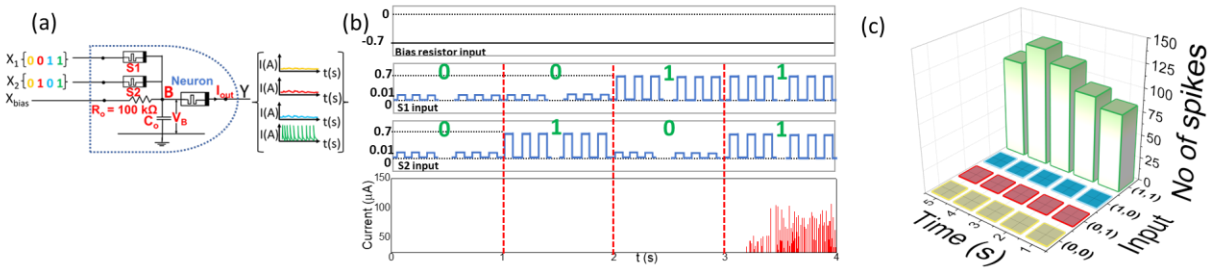 (a)
X1 {0 0 1 1}
S1
X2 {0 1 0 1}
S2
Xbias
Ro = 100 kΩ
B
Neuron
Iout
Y
Co
VB
I(A)
t(s)
I(A)
t(s)
I(A)
t(s)
I(A)
t(s)
(b)
0
-0.7
Bias resistor input
0 0 1 1
0.7
0.01
0
S1 input
0 1 0 1
0.7
0.01
0
S2 input
Current (µA)
150
100
50
0 1 2 t (s) 3 4
(c)
No of spikes
150
125
100
75
50
25
0
(1,1)
(1,0)
(0,1)
(0,0)
Input
5 4 3 2 1
Time (s)